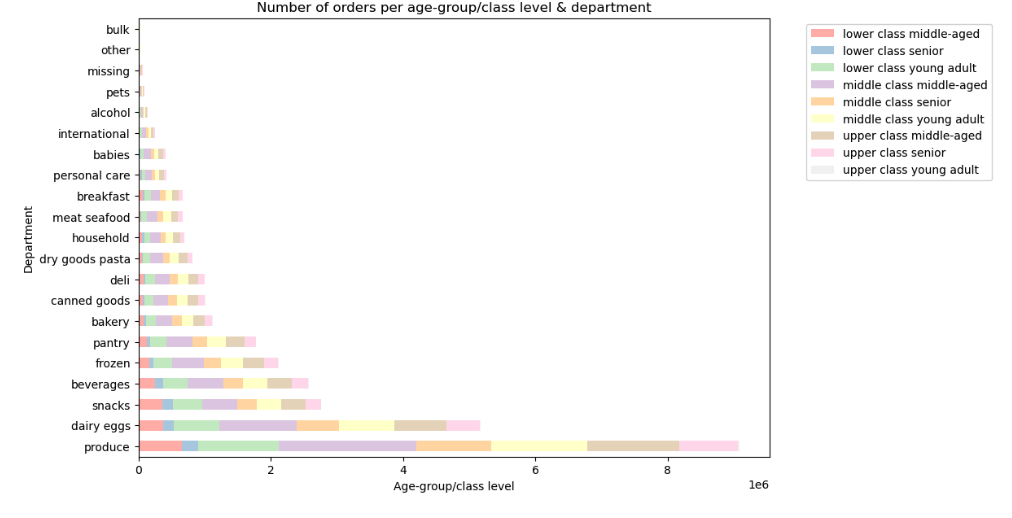 Number of orders per age-group/class level & department
bulk
other
missing
pets
alcohol
international
babies
personal care
breakfast
meat seafood
household
dry goods pasta
deli
canned goods
bakery
pantry
frozen
beverages
snacks
dairy eggs
produce
Department
0 2 4 6 8
1e6
Age-group/class level
lower class middle-aged
lower class senior
lower class young adult
middle class middle-aged
middle class senior
middle class young adult
upper class middle-aged
upper class senior
upper class young adult